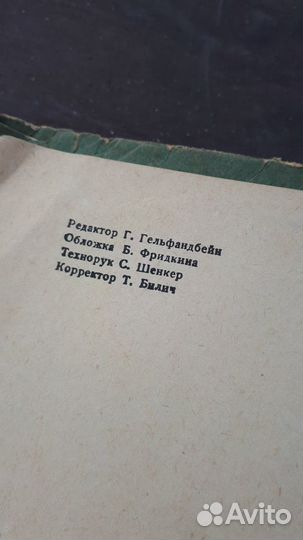 Редактор Г. Гельфандбейн
Обложка Б. Фридкина
Технорук С. Шенкер
Корректор Т. Билич
Avito